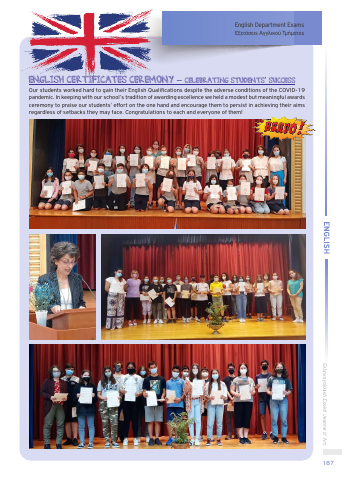 English Department Exams
Εξετάσεις Αγγλικού Τμήματος
ENGLISH CERTIFICATES CEREMONY – CELEBRATING STUDENTS' SUCCESS
Our students worked hard to gain their English Qualifications despite the adverse conditions of the COVID-19
pandemic. In keeping with our school's tradition of awarding excellence we held a modest but meaningful awards
ceremony to praise our students' effort on the one hand and encourage them to persist in achieving their aims
regardless of setbacks they may face. Congratulations to each and everyone of them!
BRAVO!
ENGLISH
187